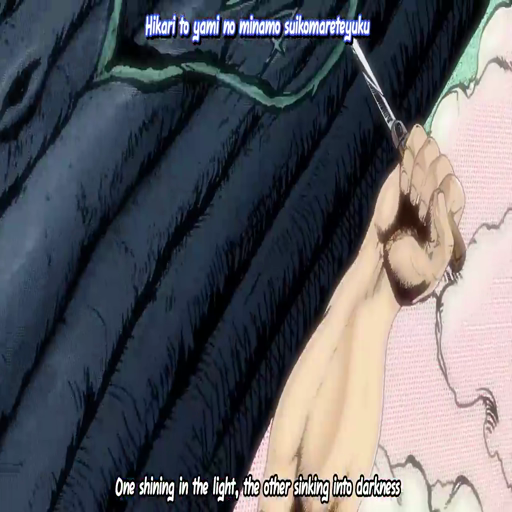 Hikari to yami no minamo suikomareteyuku
One shining in the light, the other sinking into darkness